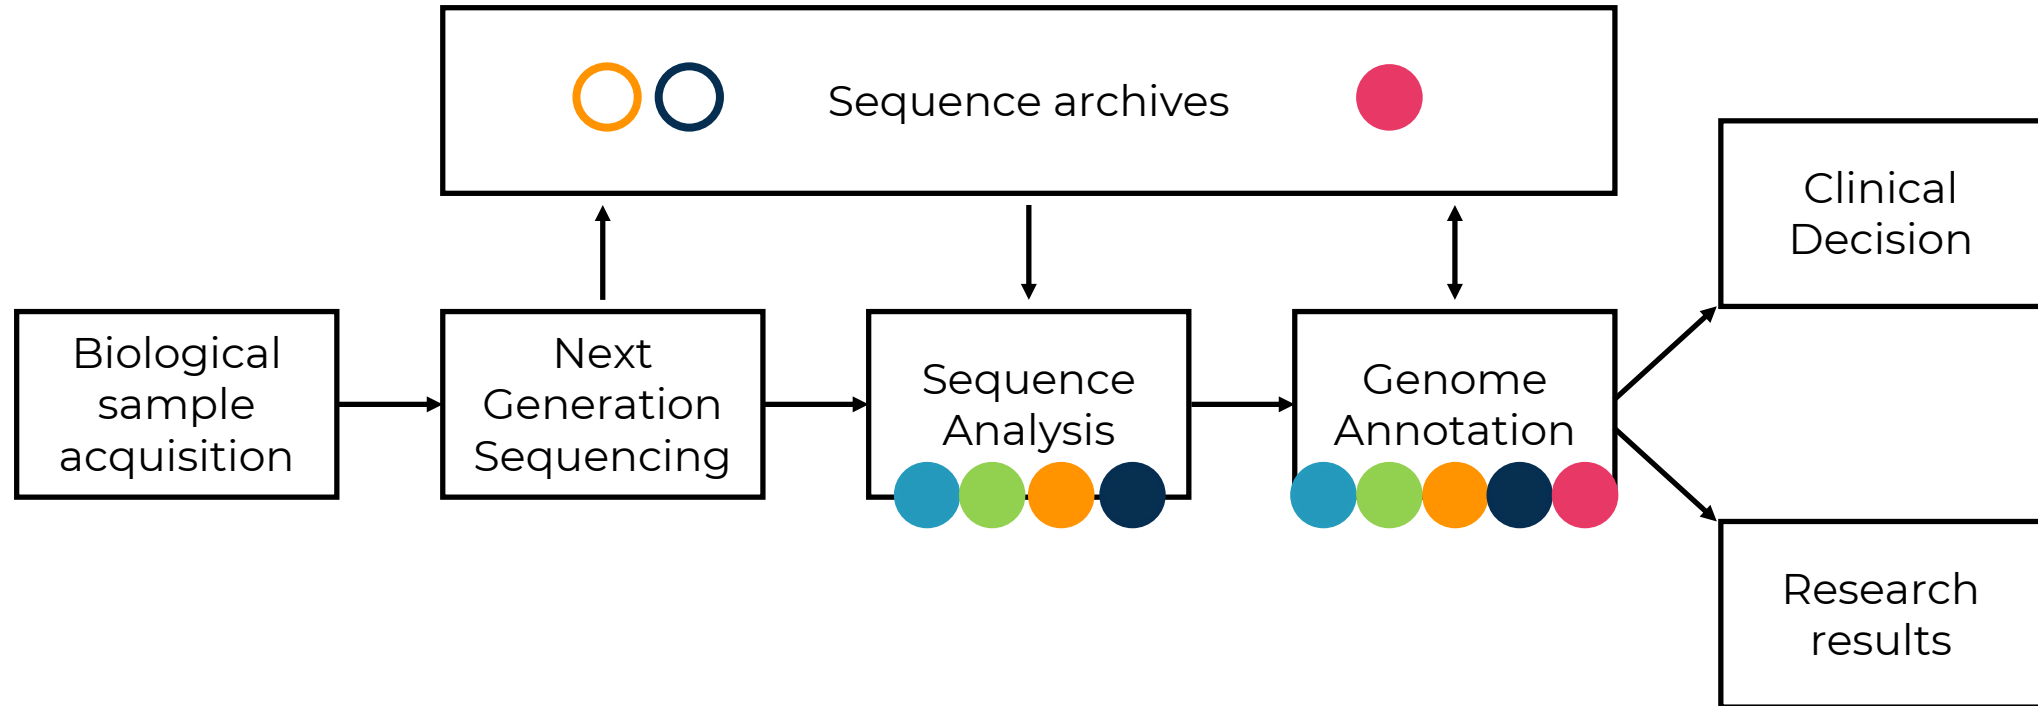 Sequence archives
Clinical
Decision
Biological
sample
acquisition
Next
Generation
Sequencing
Sequence
Analysis
Genome
Annotation
Research
results